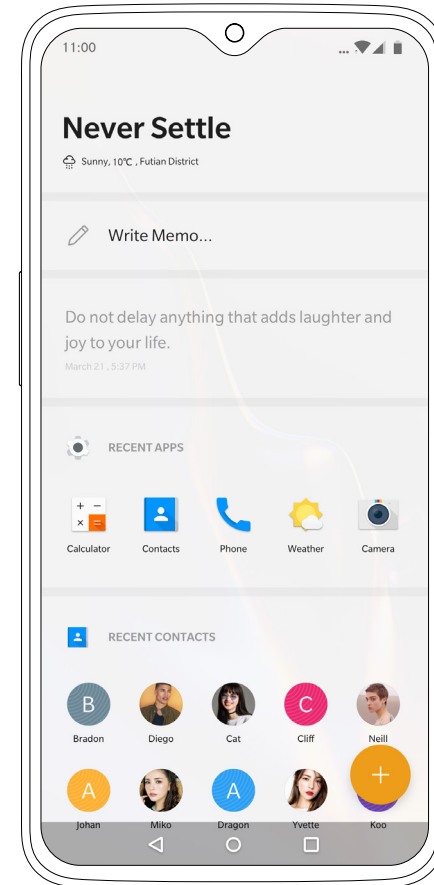 11:00
Never Settle
Sunny, 10℃ , Futian District
Write Memo...
Do not delay anything that adds laughter and
joy to your life.
March 21 , 5:37 PM
RECENT APPS
Calculator Contacts Phone Weather Camera
RECENT CONTACTS
B C
Bradon Diego Cat Cliff Neill
A A
Johan Miko Dragon Yvette Koo